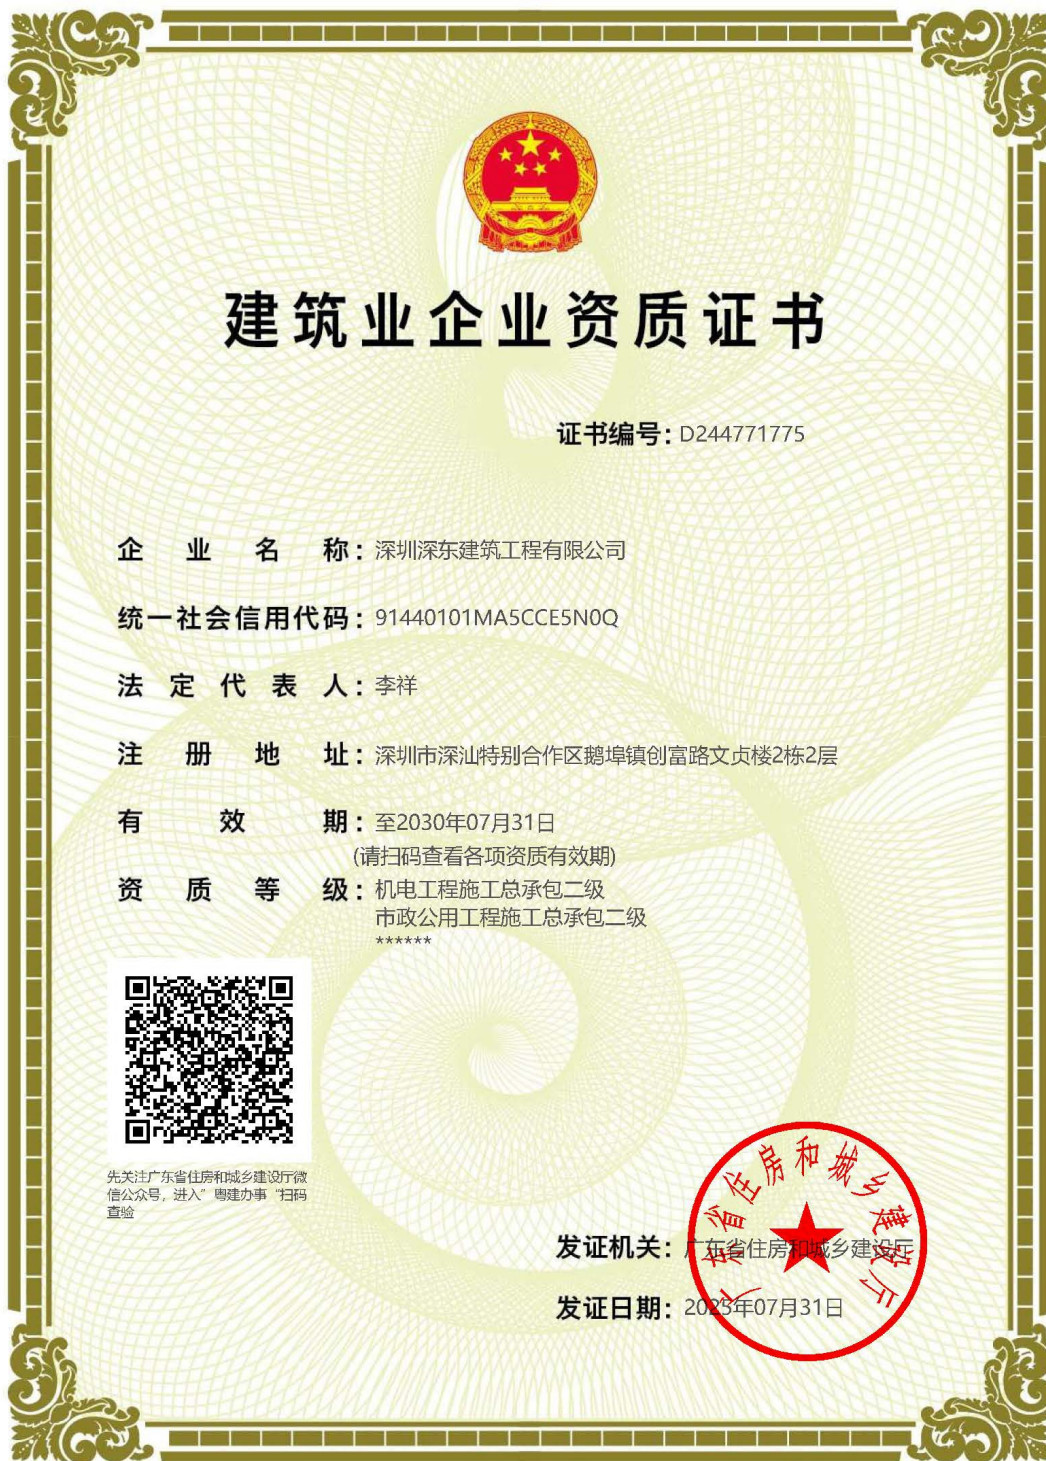 建筑业企业资质证书
证书编号：D244771775
企业名称：深圳深东建筑工程有限公司
统一社会信用代码：91440101MA5CCE5N0Q
法定代表人：李祥
注册地址：深圳市深汕特别合作区鹅埠镇创富路文贞楼2栋2层
有效期：至2030年07月31日
(请扫码查看各项资质有效期)
资质等级：机电工程施工总承包二级
市政公用工程施工总承包二级
******
先关注广东省住房和城乡建设厅微
信公众号，进入”粤建办事“扫码
查验
广东省住房和城乡建设厅
发证机关：广东省住房和城乡建设厅
发证日期：2025年07月31日